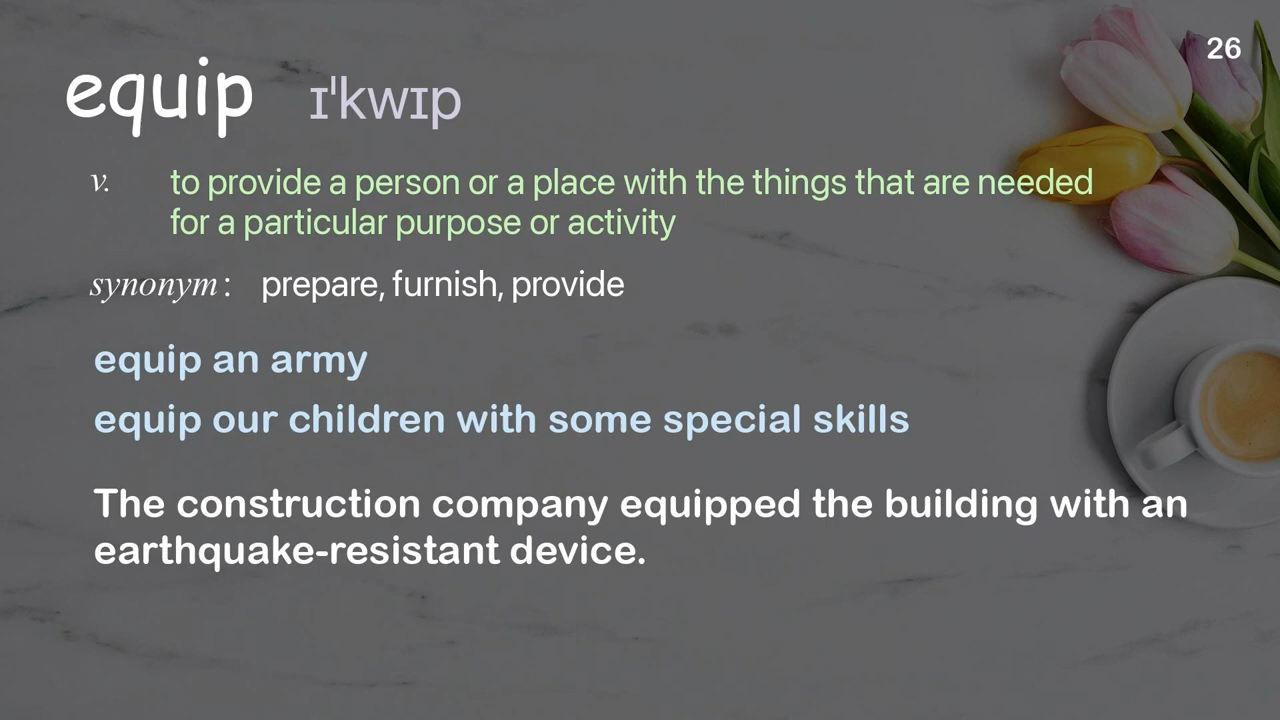 26
equip ɪˈkwɪp
v. to provide a person or a place with the things that are needed
for a particular purpose or activity
synonym : prepare, furnish, provide
equip an army
equip our children with some special skills
The construction company equipped the building with an
earthquake-resistant device.